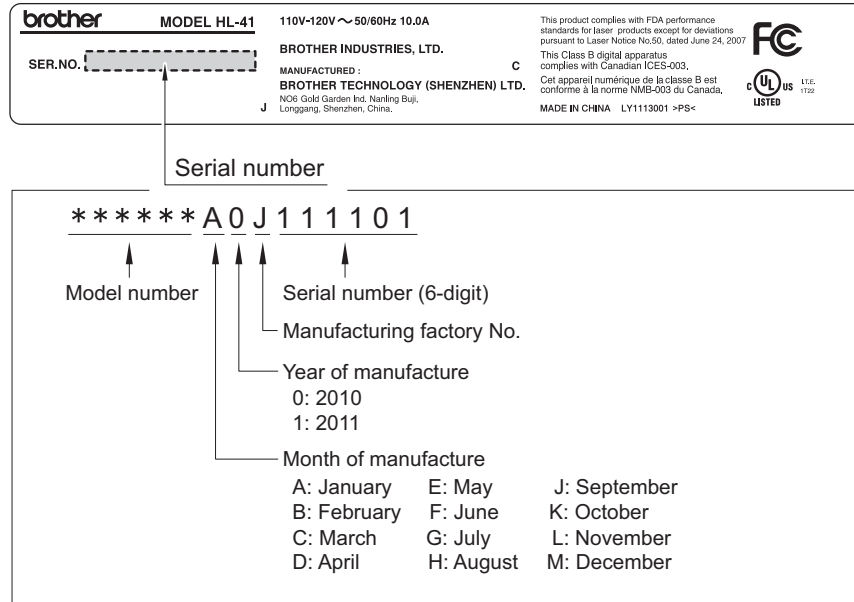 brother MODEL HL-41
SER.NO.
J
110V-120V ~ 50/60Hz 10.0A
BROTHER INDUSTRIES, LTD.
C
MANUFACTURED :
BROTHER TECHNOLOGY (SHENZHEN) LTD.
NO6 Gold Garden Ind. Nanling Buji,
Longgang, Shenzhen, China.
This product complies with FDA performance
standards for laser products except for deviations
pursuant to Laser Notice No.50, dated June 24, 2007
This Class B digital apparatus
complies with Canadian ICES-003.
Cet appareil numérique de la classe B est
conforme à la norme NMB-003 du Canada.
MADE IN CHINA LY1113001 >PS<
FC
C UL US I.T.E.
1T22
LISTED
Serial number
******A0J111101
Model number
Serial number (6-digit)
Manufacturing factory No.
Year of manufacture
0: 2010
1: 2011
Month of manufacture
A: January E: May J: September
B: February F: June K: October
C: March G: July L: November
D: April H: August M: December